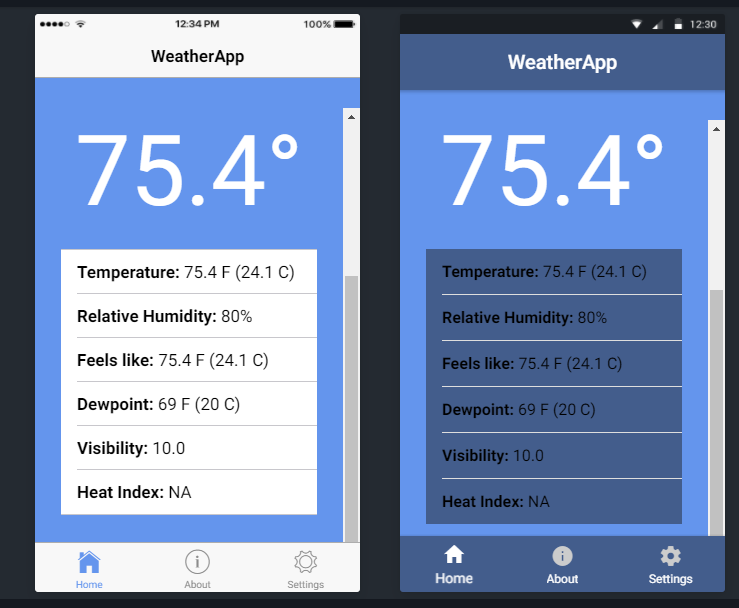 12:34 PM 100%
WeatherApp
75.4°
Temperature: 75.4 F (24.1 C)
Relative Humidity: 80%
Feels like: 75.4 F (24.1 C)
Dewpoint: 69 F (20 C)
Visibility: 10.0
Heat Index: NA
Home About Settings
12:30
WeatherApp
75.4°
Temperature: 75.4 F (24.1 C)
Relative Humidity: 80%
Feels like: 75.4 F (24.1 C)
Dewpoint: 69 F (20 C)
Visibility: 10.0
Heat Index: NA
Home About Settings